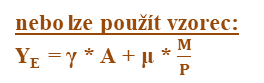 nebo lze použít vzorec:
Y_E = γ * A + μ * M/P